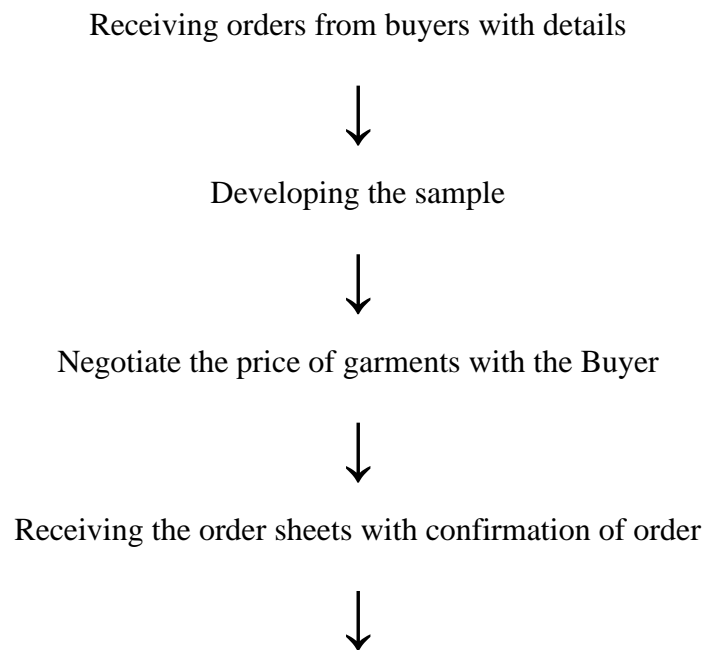 Receiving orders from buyers with details
Developing the sample
Negotiate the price of garments with the Buyer
Receiving the order sheets with confirmation of order